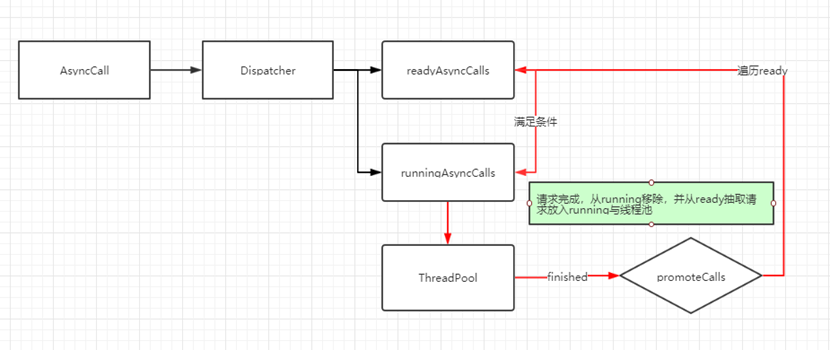 AsyncCall
Dispatcher
readyAsyncCalls
遍历ready
满足条件
runningAsyncCalls
请求完成，从running移除，并从ready抽取请
求放入running与线程池
ThreadPool
finished
promoteCalls